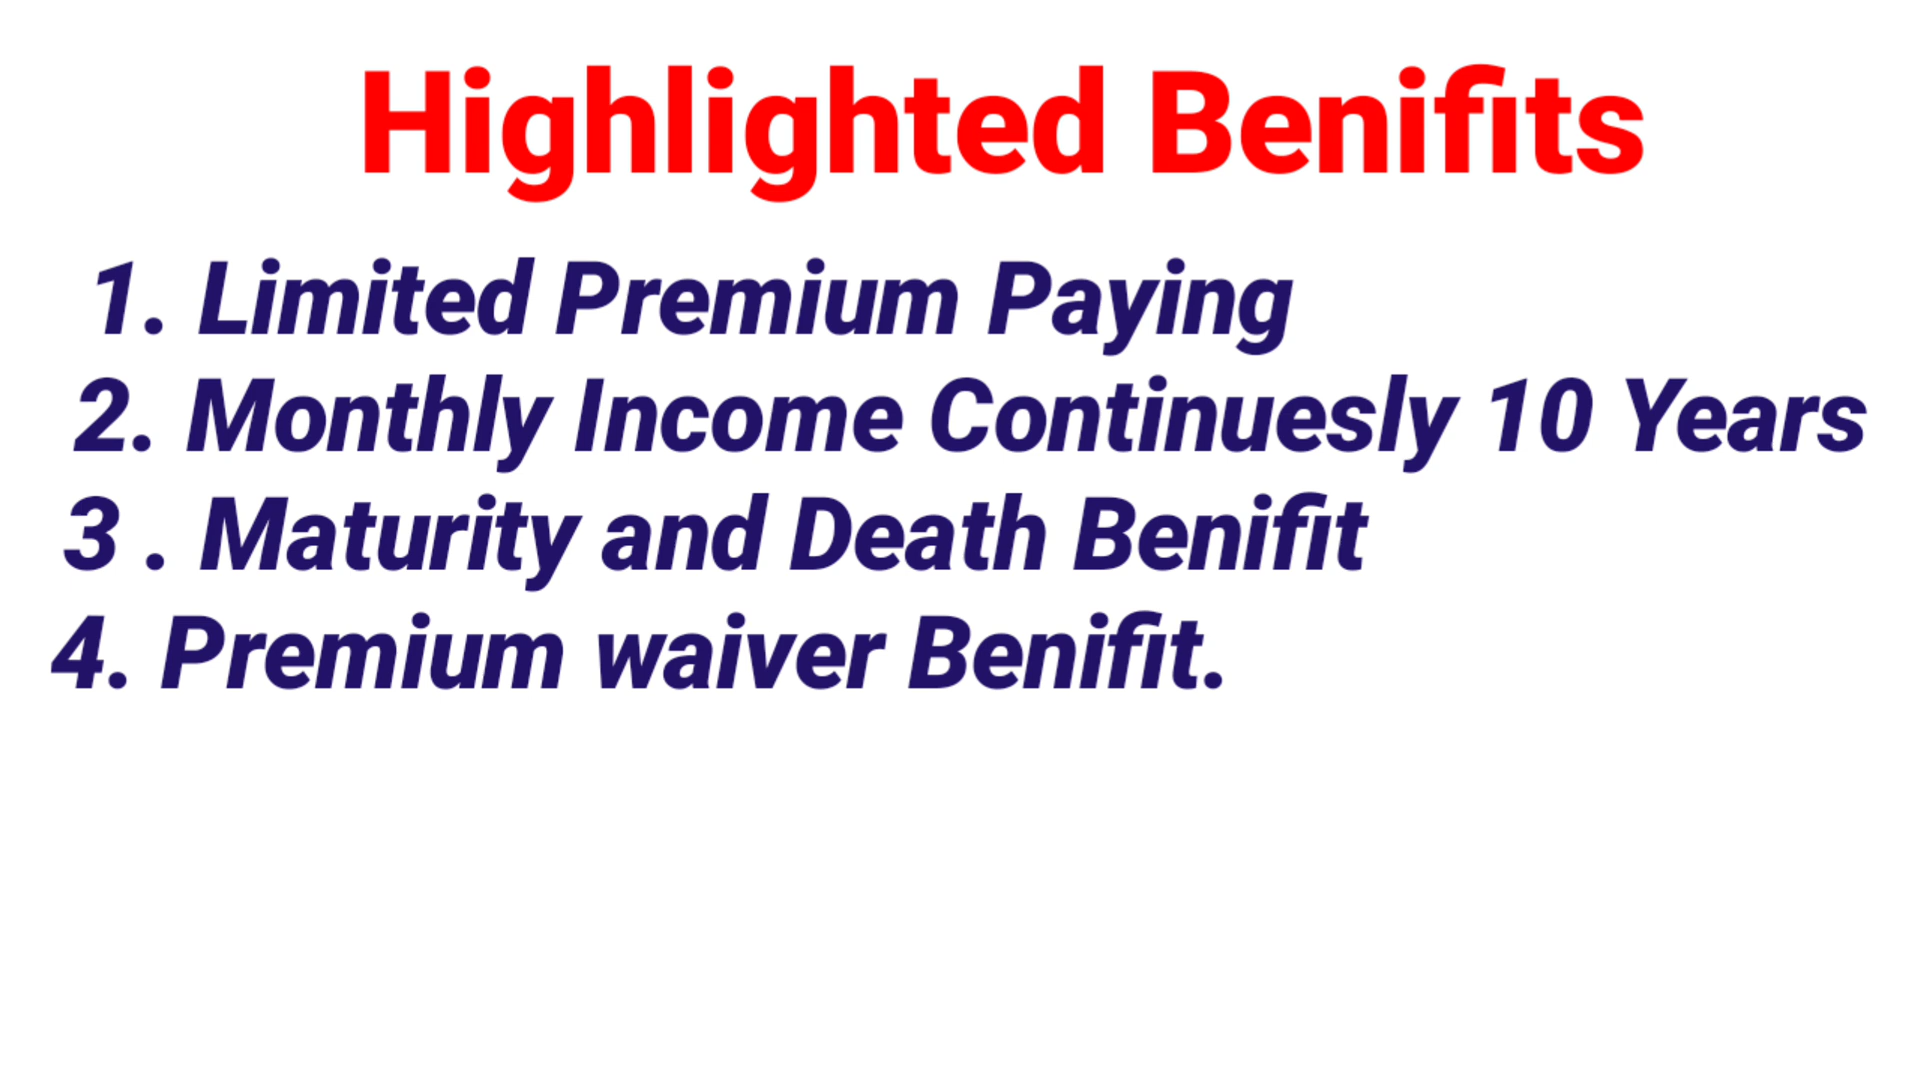 Highlighted Benifits
1. Limited Premium Paying
2. Monthly Income Continuesly 10 Years
3 . Maturity and Death Benifit
4. Premium waiver Benifit.